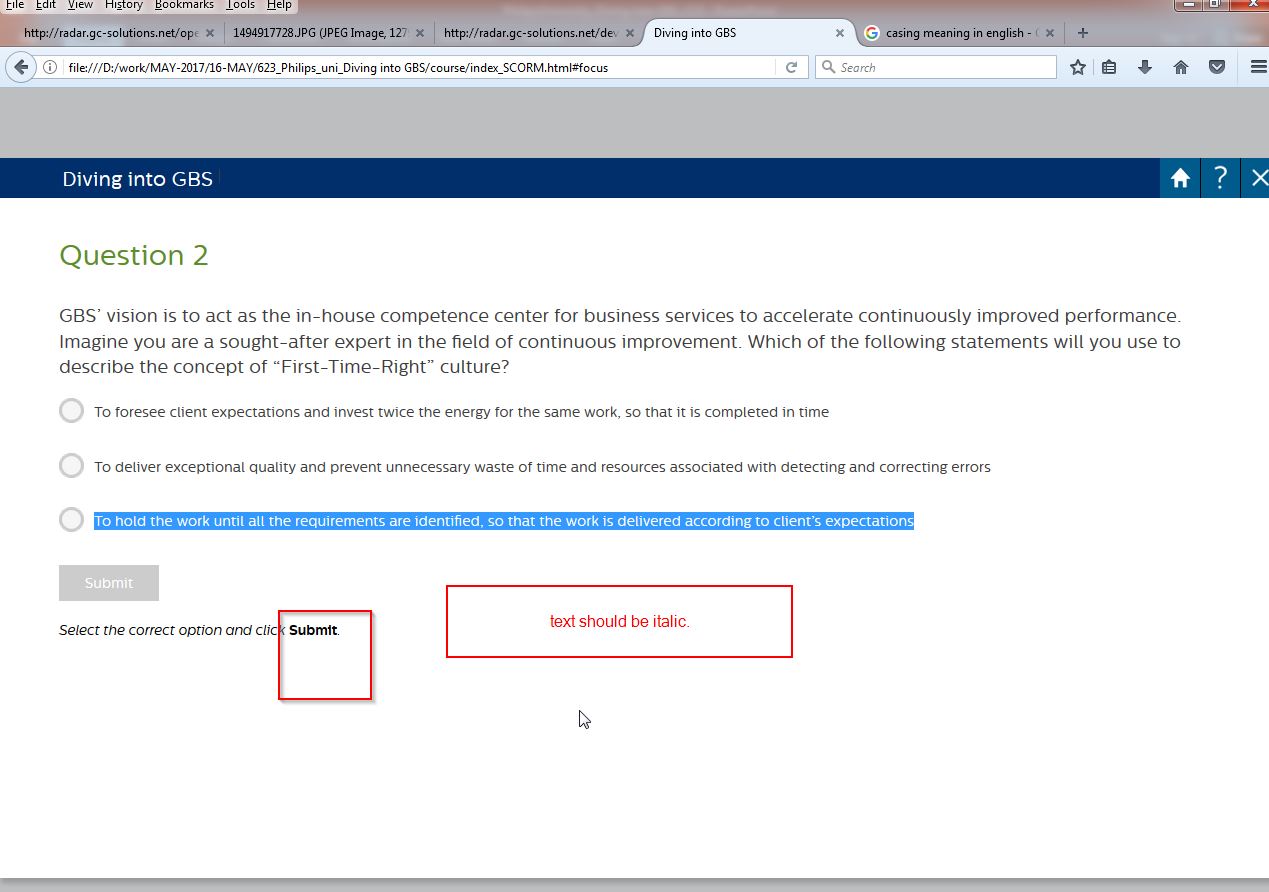 File Edit View History Bookmarks Tools Help
http://radar.gc-solutions.net/ope
1494917728.JPG (JPEG Image, 127
http://radar.gc-solutions.net/dev
Diving into GBS
casing meaning in english -
file:///D:/work/MAY-2017/16-MAY/623_Philips_uni_Diving into GBS/course/index_SCORM.html#focus
Search
Diving into GBS
?
Question 2
GBS’ vision is to act as the in-house competence center for business services to accelerate continuously improved performance.
Imagine you are a sought-after expert in the field of continuous improvement. Which of the following statements will you use to
describe the concept of “First-Time-Right” culture?
To foresee client expectations and invest twice the energy for the same work, so that it is completed in time
To deliver exceptional quality and prevent unnecessary waste of time and resources associated with detecting and correcting errors
To hold the work until all the requirements are identified, so that the work is delivered according to client’s expectations
Submit
text should be italic.
Select the correct option and click Submit.